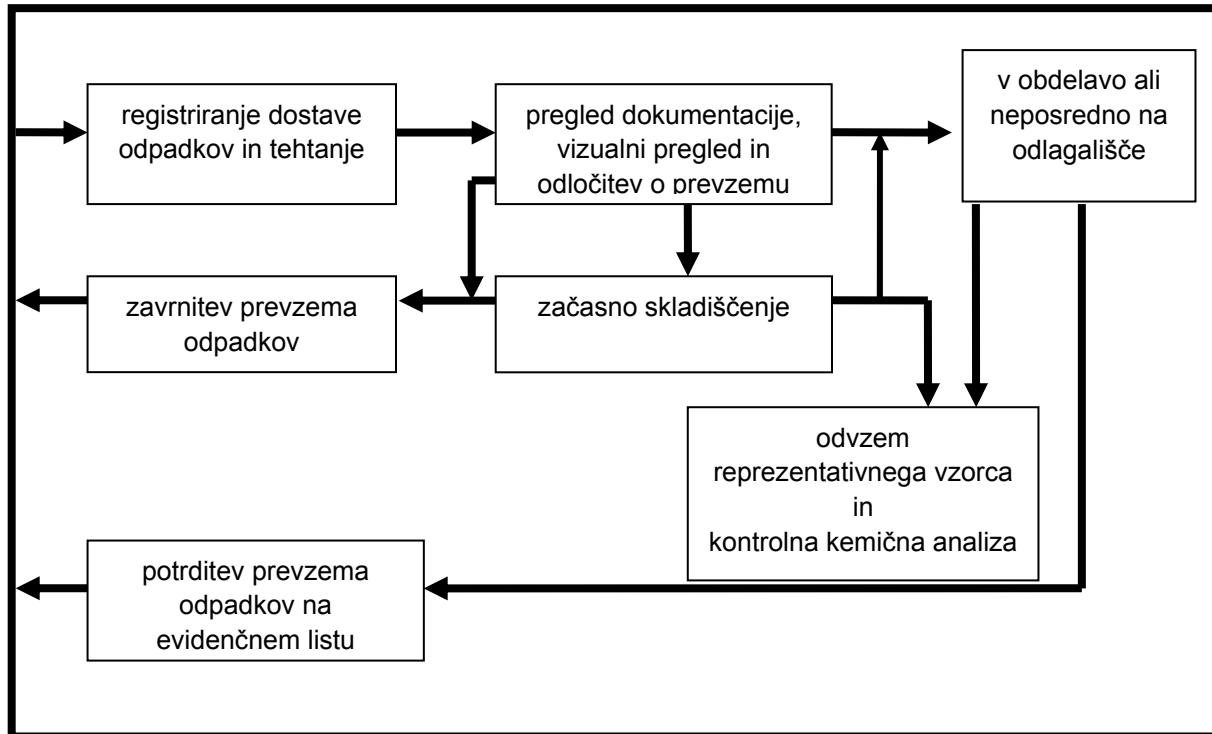 registriranje dostave
odpadkov in tehtanje
pregled dokumentacije,
vizualni pregled in
odločitev o prevzemu
v obdelavo ali
neposredno na
odlagališče
zavrnitev prevzema
odpadkov
začasno skladiščenje
odvzem
reprezentativnega vzorca
in
kontrolna kemična analiza
potrditev prevzema
odpadkov na
evidenčnem listu